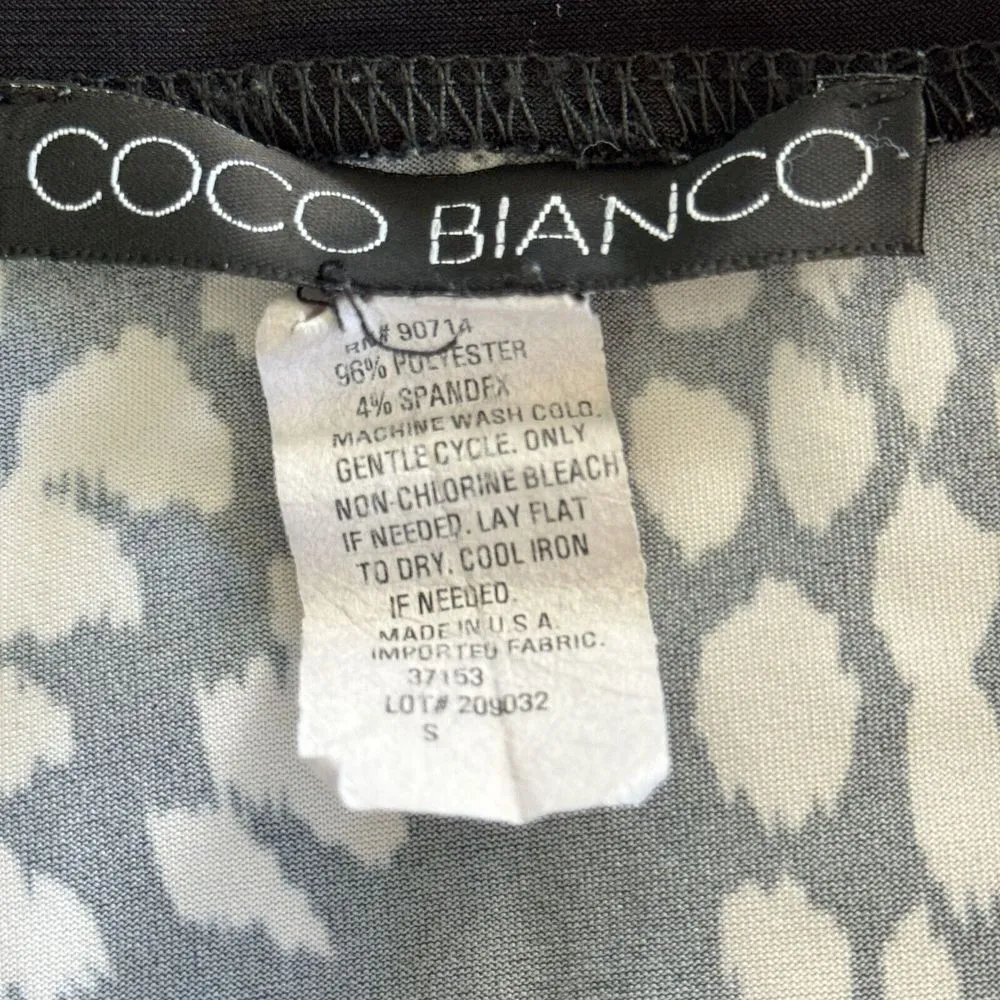 COCO BIANCO
RN# 90714
96% POLYESTER
4% SPANDEX
MACHINE WASH COLD.
GENTLE CYCLE. ONLY
NON-CHLORINE BLEACH
IF NEEDED. LAY FLAT
TO DRY. COOL IRON
IF NEEDED.
MADE IN U.S.A.
IMPORTED FABRIC.
37153
LOT# 209032
S